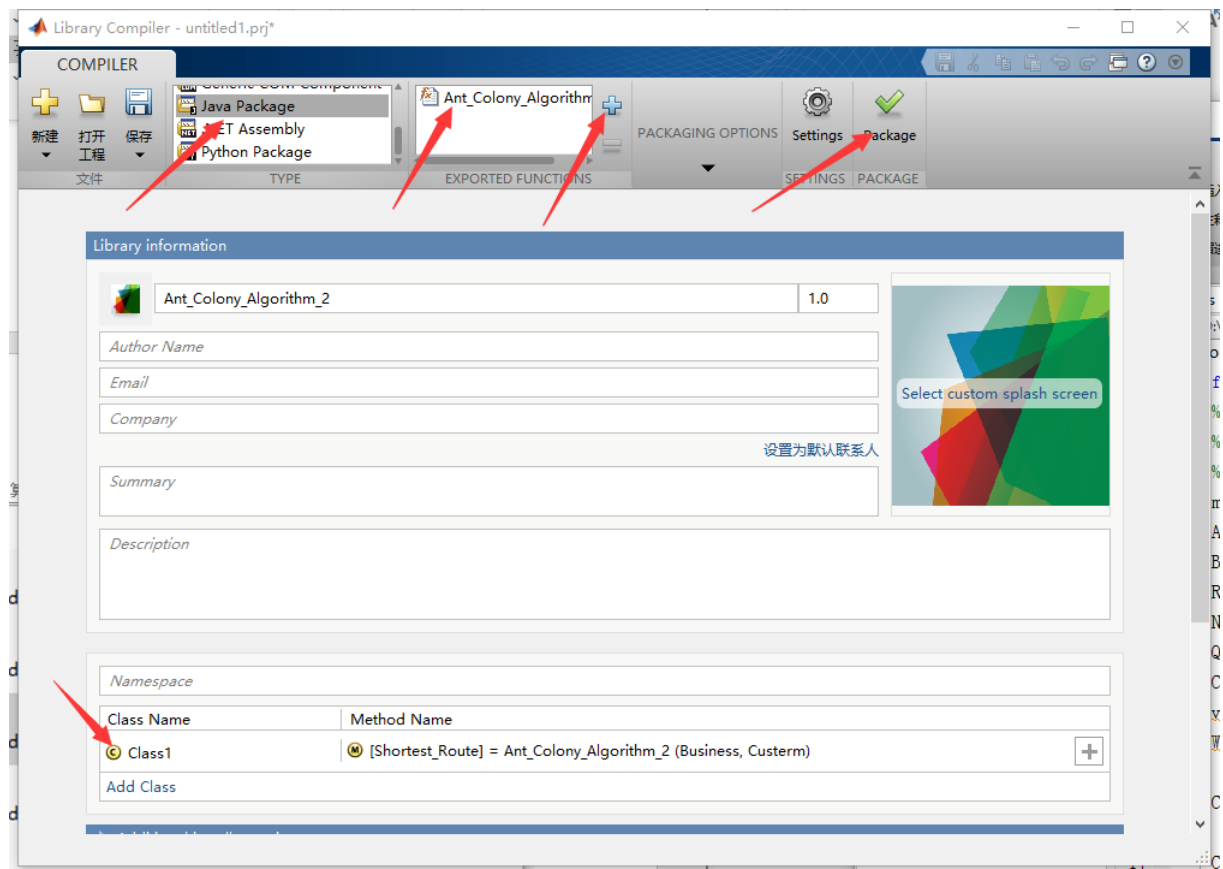 Library Compiler - untitled1.prj*
COMPILER
新建
打开
工程
保存
文件
Generic COM Component
Java Package
.NET Assembly
Python Package
TYPE
Ant_Colony_Algorithm
EXPORTED FUNCTIONS
PACKAGING OPTIONS
Settings
SETTINGS
Package
PACKAGE
Library information
Ant_Colony_Algorithm_2
1.0
Author Name
Email
Company
设置为默认联系人
Summary
Description
Select custom splash screen
Namespace
Class Name
Method Name
Class1
[Shortest_Route] = Ant_Colony_Algorithm_2 (Business, Custerm)
Add Class